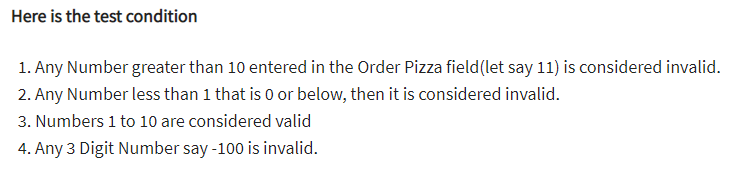 Here is the test condition
1. Any Number greater than 10 entered in the Order Pizza field(let say 11) is considered invalid.
2. Any Number less than 1 that is 0 or below, then it is considered invalid.
3. Numbers 1 to 10 are considered valid
4. Any 3 Digit Number say -100 is invalid.